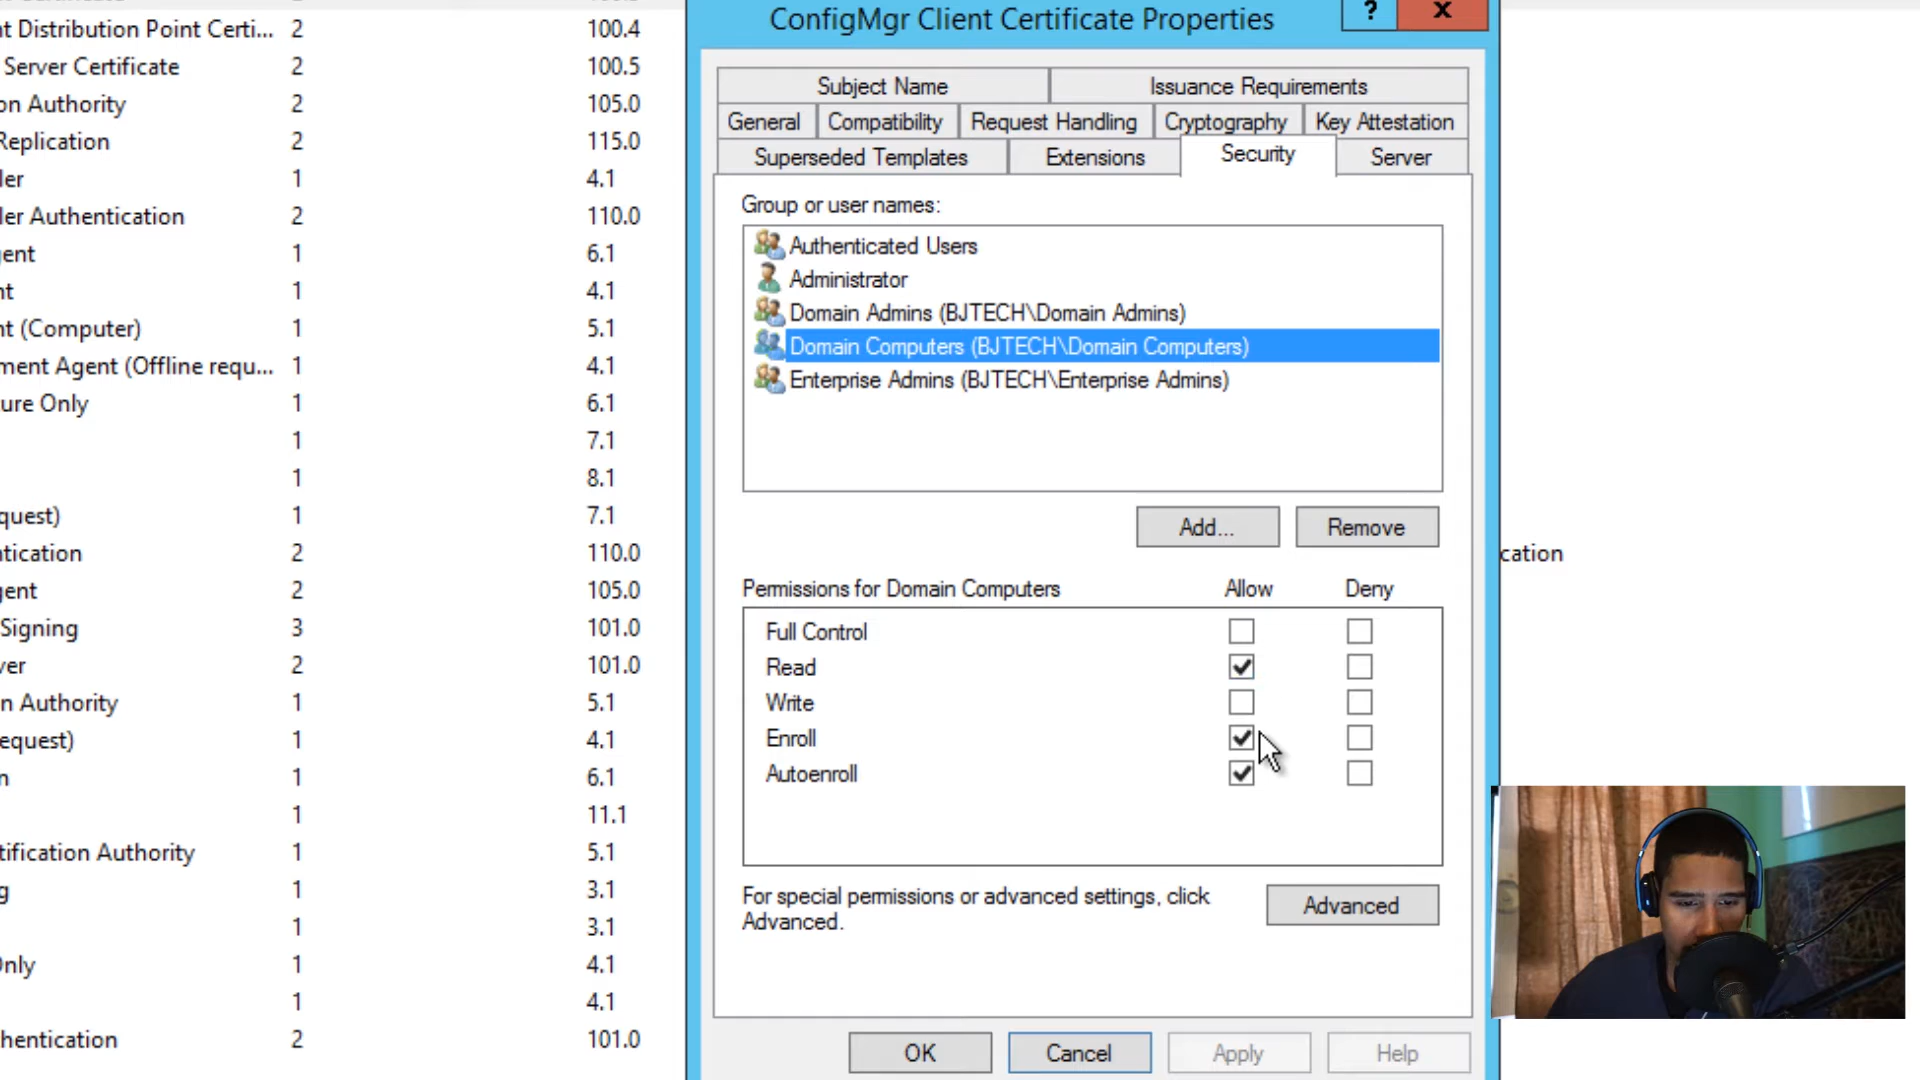 ConfigMgr Client Certificate Properties
?
x
Subject Name
Issuance Requirements
General
Compatibility
Request Handling
Cryptography
Key Attestation
Superseded Templates
Extensions
Security
Server
Group or user names:
Authenticated Users
Administrator
Domain Admins (BJTECH\Domain Admins)
Domain Computers (BJTECH\Domain Computers)
Enterprise Admins (BJTECH\Enterprise Admins)
Add...
Remove
Permissions for Domain Computers
Allow
Deny
Full Control
Read
Write
Enroll
Autoenroll
For special permissions or advanced settings, click
Advanced.
Advanced
OK
Cancel
Apply
Help
nt Distribution Point Certi... 2 100.4
Server Certificate 2 100.5
on Authority 2 105.0
Replication 2 115.0
ler 1 4.1
ler Authentication 2 110.0
gent 1 6.1
nt 1 4.1
nt (Computer) 1 5.1
ment Agent (Offline requ... 1 4.1
ure Only 1 6.1
1 7.1
1 8.1
quest) 1 7.1
ntication 2 110.0
gent 2 105.0
Signing 3 101.0
ver 2 101.0
n Authority 1 5.1
equest) 1 4.1
n 1 6.1
1 11.1
tification Authority 1 5.1
g 1 3.1
1 3.1
Only 1 4.1
1 4.1
hentication 2 101.0
cation